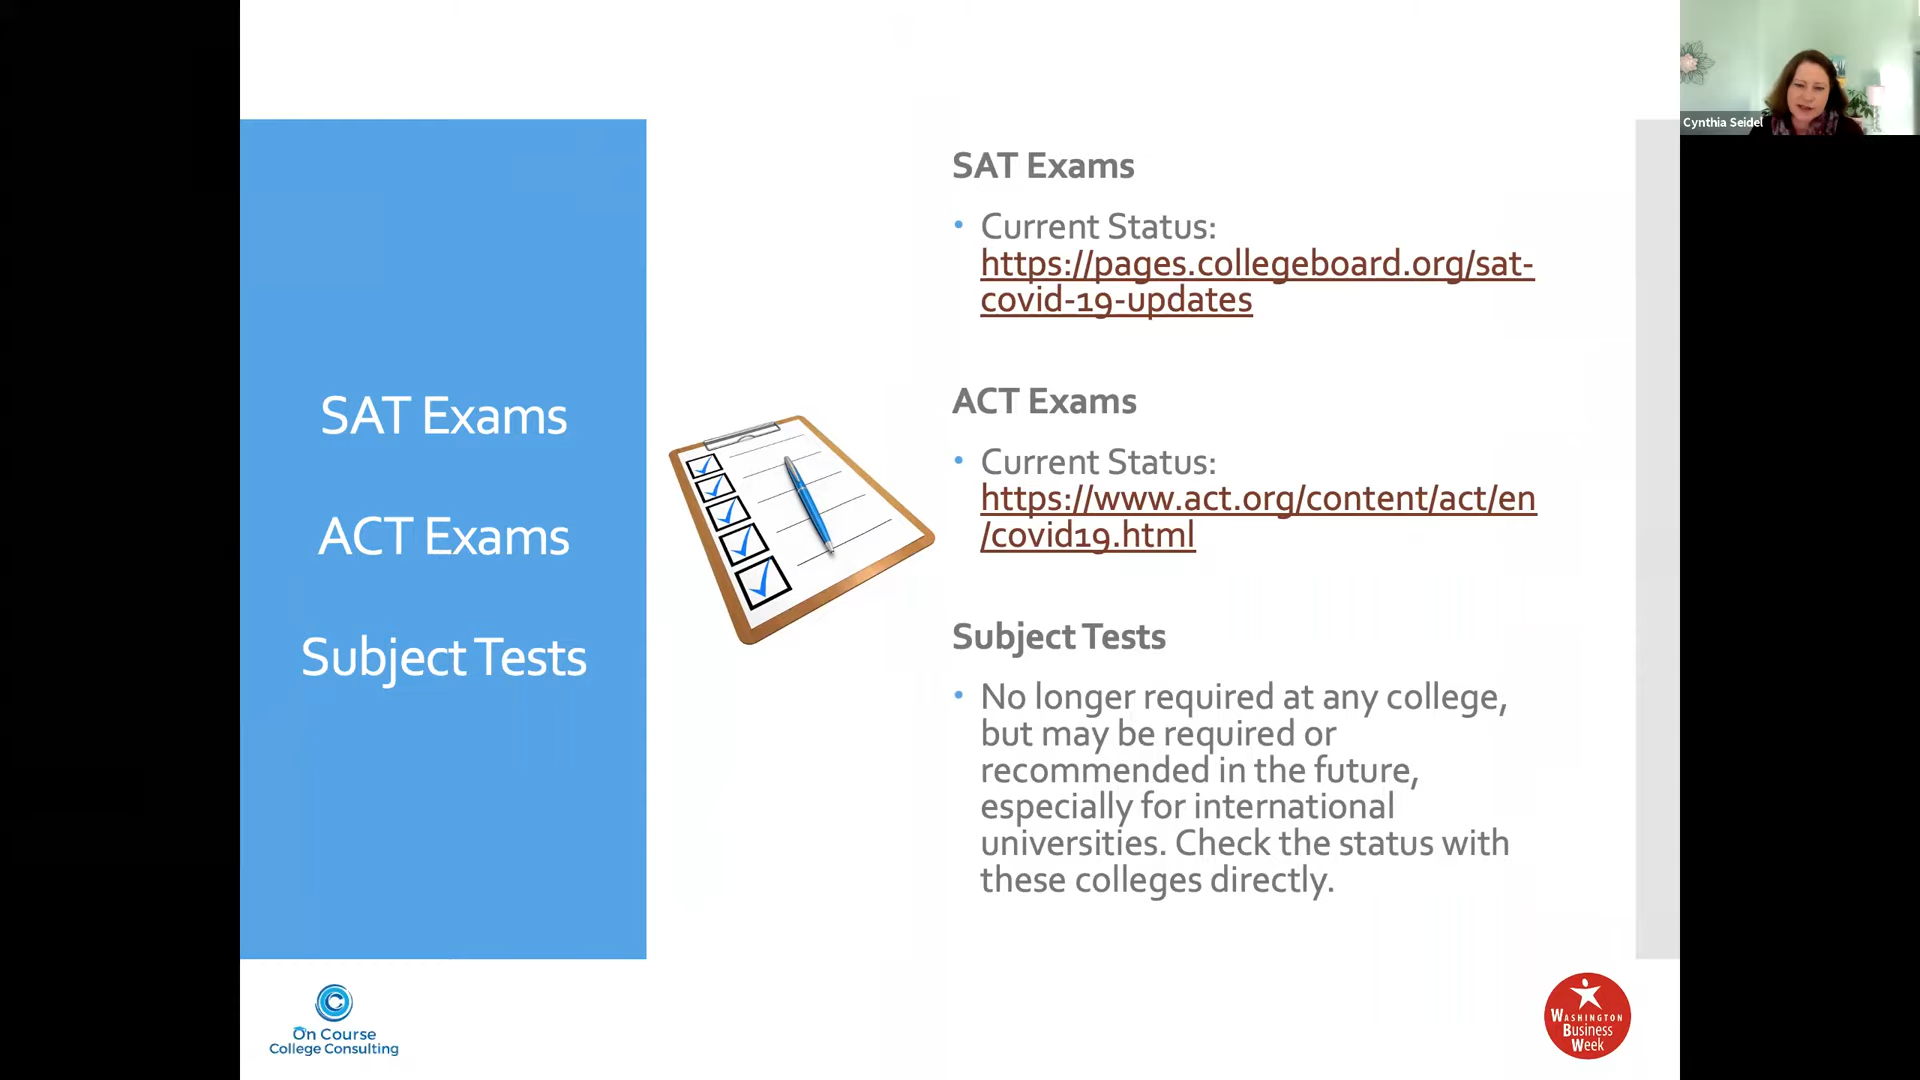 Cynthia Seidel
SAT Exams
ACT Exams
Subject Tests
SAT Exams
• Current Status:
https://pages.collegeboard.org/sat-
covid-19-updates
ACT Exams
• Current Status:
https://www.act.org/content/act/en
/covid19.html
Subject Tests
• No longer required at any college,
but may be required or
recommended in the future,
especially for international
universities. Check the status with
these colleges directly.
On Course
College Consulting
WASHINGTON
Business
Week